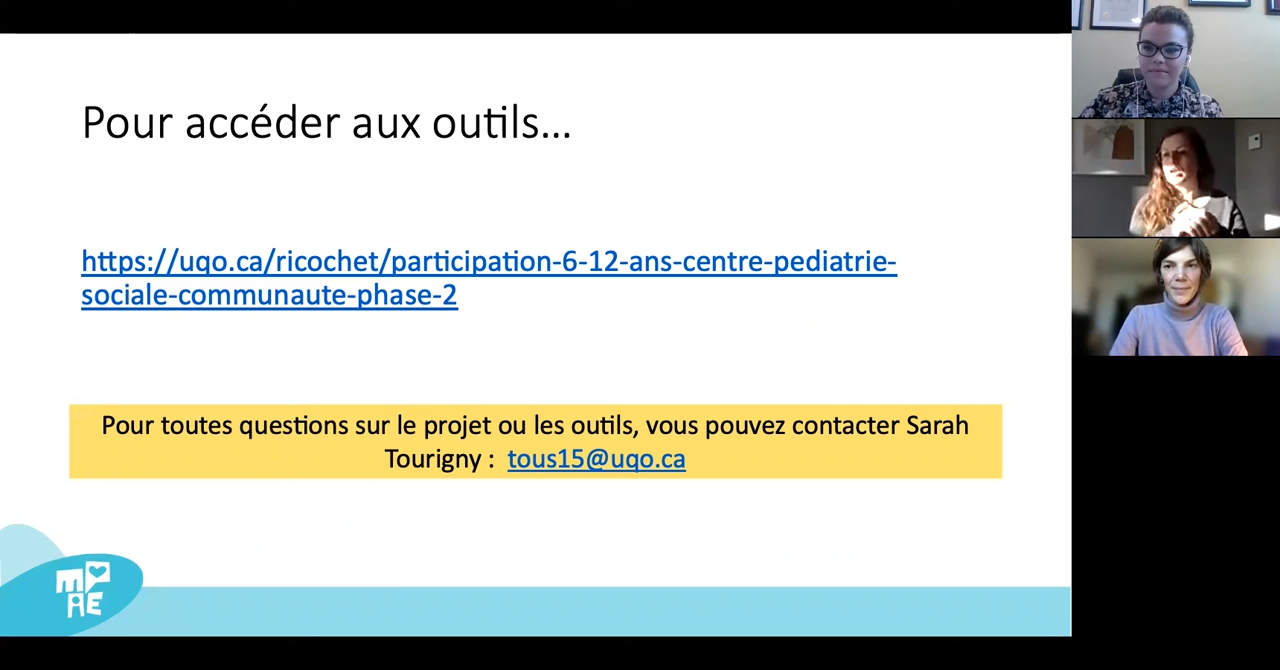 Pour accéder aux outils...
https://uqo.ca/ricochet/participation-6-12-ans-centre-pediatrie-
sociale-communaute-phase-2
Pour toutes questions sur le projet ou les outils, vous pouvez contacter Sarah
Tourigny : tous15@uqo.ca